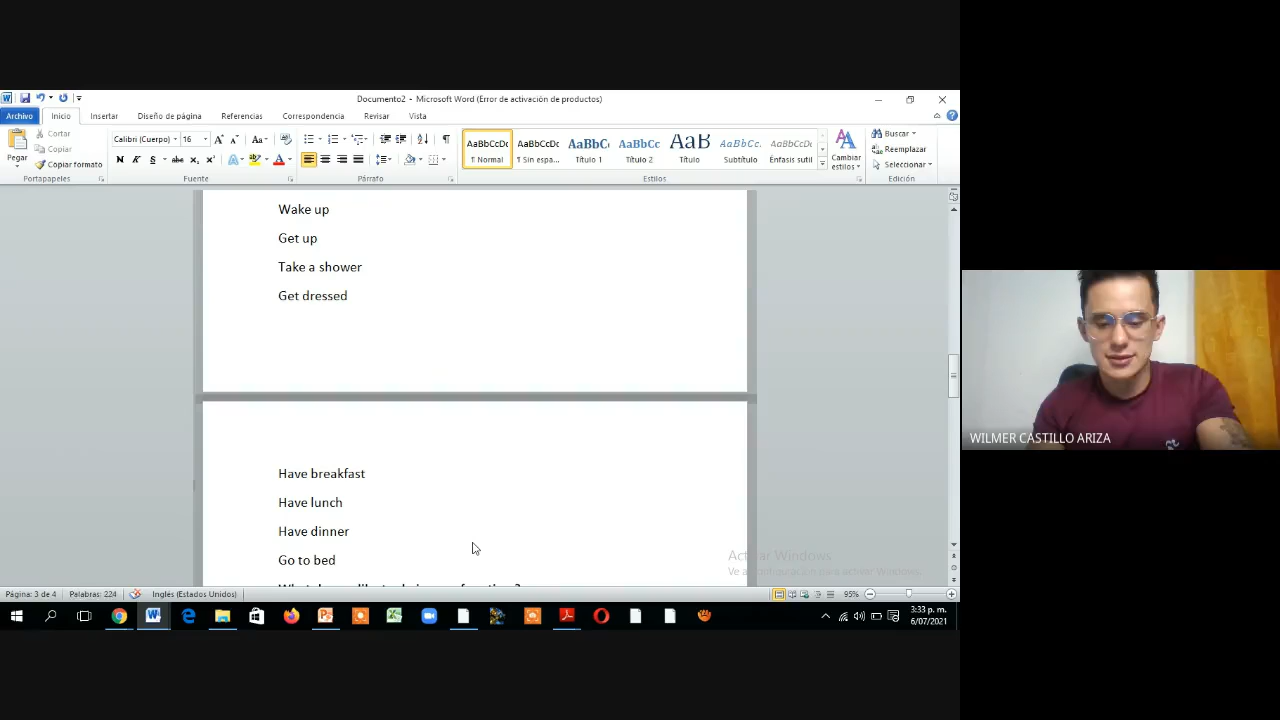 Documento2 - Microsoft Word (Error de activación de productos)
Archivo Inicio Insertar Diseño de página Referencias Correspondencia Revisar Vista
Pegar
Cortar
Copiar
Copiar formato
Portapapeles
Calibri (Cuerpo) 16
N K S abc x₂ x² A
Fuente
Párrafo
AaBbCcDc AaBbCcDc AaBbC AaBbCc AaB AaBbCc. AaBbCcDc
¶ Normal ¶ Sin espa... Título 1 Título 2 Título Subtítulo Énfasis sutil
Cambiar
estilos
Estilos
Buscar
Reemplazar
Seleccionar
Edición
Wake up
Get up
Take a shower
Get dressed
Have breakfast
Have lunch
Have dinner
Go to bed
WILMER CASTILLO ARIZA
Activar Windows
Página: 3 de 4 Palabras: 224 Inglés (Estados Unidos) 95%
3:33 p. m.
6/07/2021